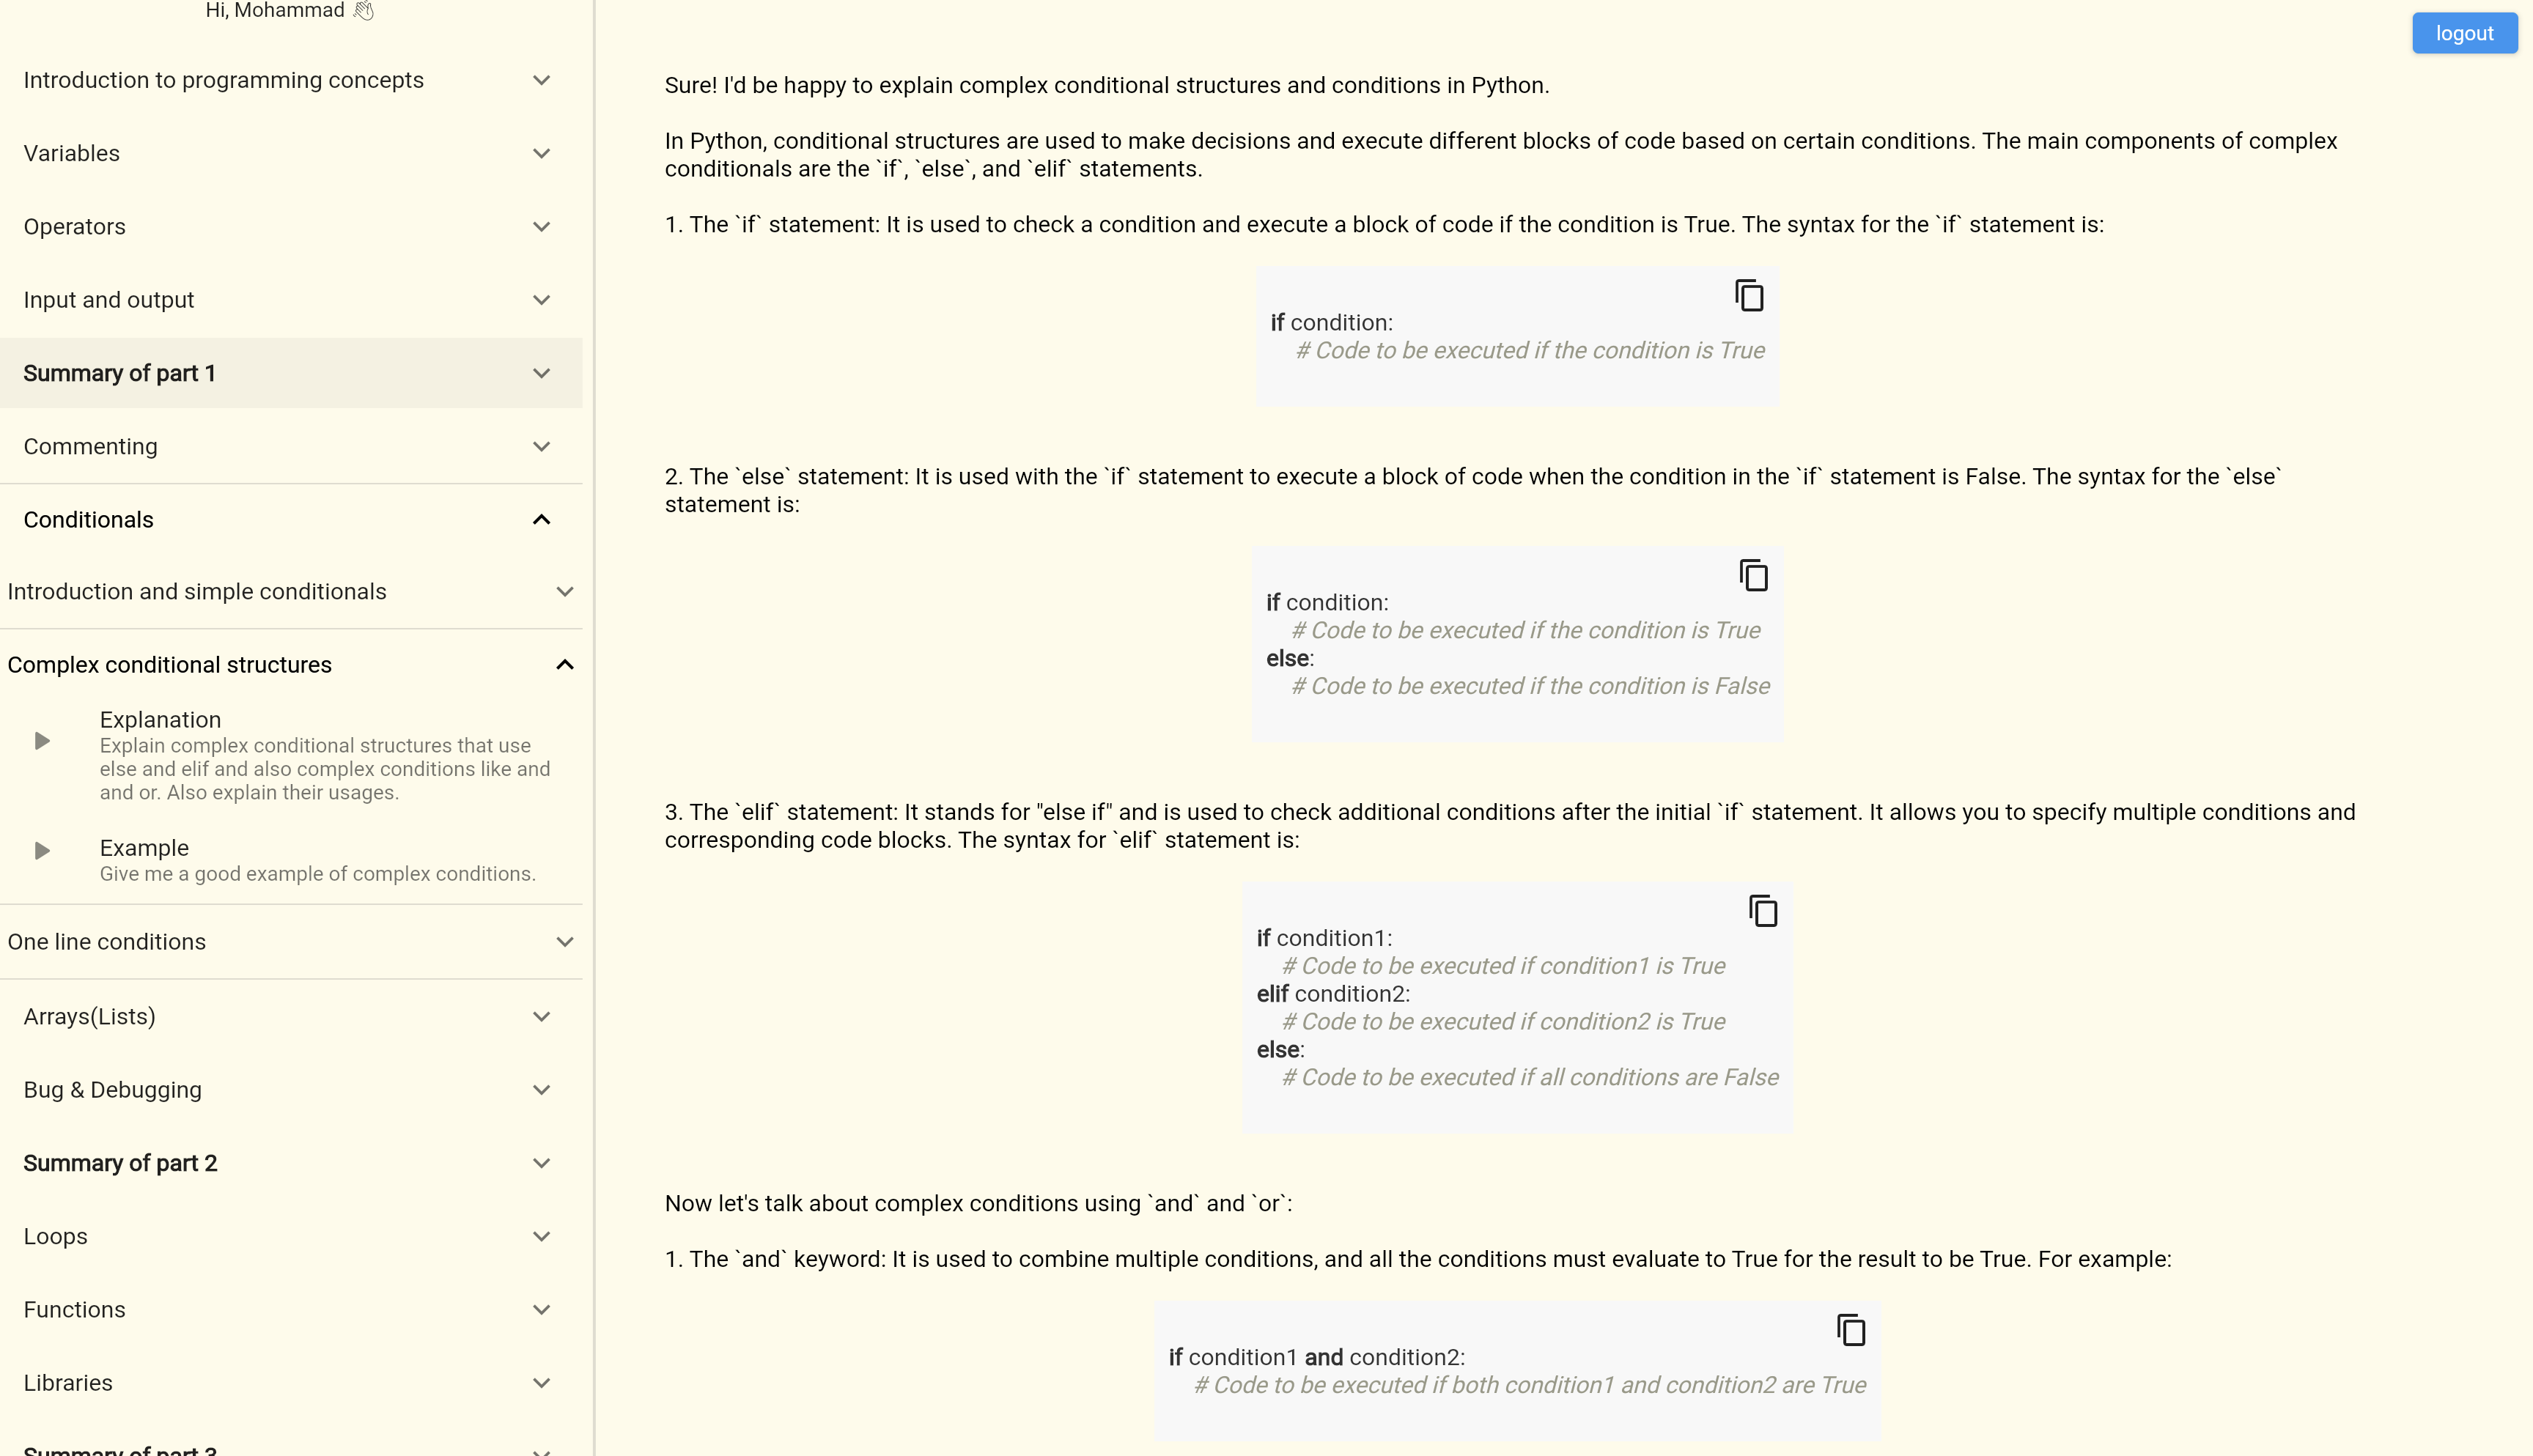 Hi, Mohammad 👋
Introduction to programming concepts
Variables
Operators
Input and output
Summary of part 1
Commenting
Conditionals
Introduction and simple conditionals
Complex conditional structures
Explanation
Explain complex conditional structures that use
else and elif and also complex conditions like and
and or. Also explain their usages.
Example
Give me a good example of complex conditions.
One line conditions
Arrays(Lists)
Bug & Debugging
Summary of part 2
Loops
Functions
Libraries
Summary of part 3
logout
Sure! I'd be happy to explain complex conditional structures and conditions in Python.
In Python, conditional structures are used to make decisions and execute different blocks of code based on certain conditions. The main components of complex
conditionals are the `if`, `else`, and `elif` statements.
1. The `if` statement: It is used to check a condition and execute a block of code if the condition is True. The syntax for the `if` statement is:
if condition:
# Code to be executed if the condition is True
2. The `else` statement: It is used with the `if` statement to execute a block of code when the condition in the `if` statement is False. The syntax for the `else`
statement is:
if condition:
# Code to be executed if the condition is True
else:
# Code to be executed if the condition is False
3. The `elif` statement: It stands for "else if" and is used to check additional conditions after the initial `if` statement. It allows you to specify multiple conditions and
corresponding code blocks. The syntax for `elif` statement is:
if condition1:
# Code to be executed if condition1 is True
elif condition2:
# Code to be executed if condition2 is True
else:
# Code to be executed if all conditions are False
Now let's talk about complex conditions using `and` and `or`:
1. The `and` keyword: It is used to combine multiple conditions, and all the conditions must evaluate to True for the result to be True. For example:
if condition1 and condition2:
# Code to be executed if both condition1 and condition2 are True